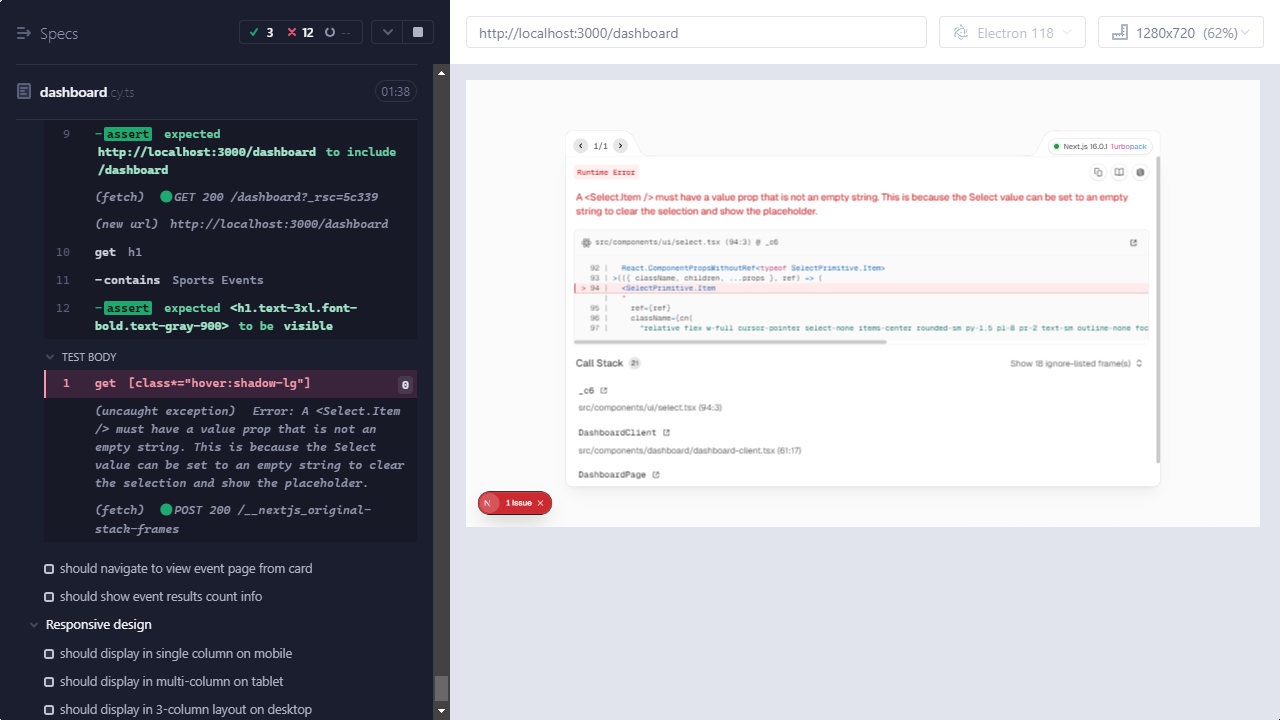 Specs
3
12
--
http://localhost:3000/dashboard
Electron 118
1280x720 (62%)
dashboard.cy.ts
01:38
9 -assert expected
http://localhost:3000/dashboard to include
/dashboard
(fetch) GET 200 /dashboard?_rsc=5c339
(new url) http://localhost:3000/dashboard
10 get h1
11 -contains Sports Events
12 -assert expected <h1.text-3xl.font-
bold.text-gray-900> to be visible
TEST BODY
1 get [class*="hover:shadow-lg"] 0
(uncaught exception) Error: A <Select.Item
/> must have a value prop that is not an
empty string. This is because the Select
value can be set to an empty string to clear
the selection and show the placeholder.
(fetch) POST 200 /__nextjs_original-
stack-frames
should navigate to view event page from card
should show event results count info
Responsive design
should display in single column on mobile
should display in multi-column on tablet
should display in 3-column layout on desktop
1/1
Next.js 16.0.1 Turbopack
Runtime Error
A <Select.Item /> must have a value prop that is not an empty string. This is because the Select value can be set to an empty
string to clear the selection and show the placeholder.
src/components/ui/select.tsx (94:3) @ _c6
92 | React.ComponentPropsWithoutRef<typeof SelectPrimitive.Item>
93 | >(({ className, children, ...props }, ref) => (
> 94 | <SelectPrimitive.Item
| ^
95 | ref={ref}
96 | className={cn(
97 | "relative flex w-full cursor-pointer select-none items-center rounded-sm py-1.5 pl-8 pr-2 text-sm outline-none foc
Call Stack 21
Show 18 ignore-listed frame(s)
_c6
src/components/ui/select.tsx (94:3)
DashboardClient
src/components/dashboard/dashboard-client.tsx (61:17)
DashboardPage
N 1 Issue